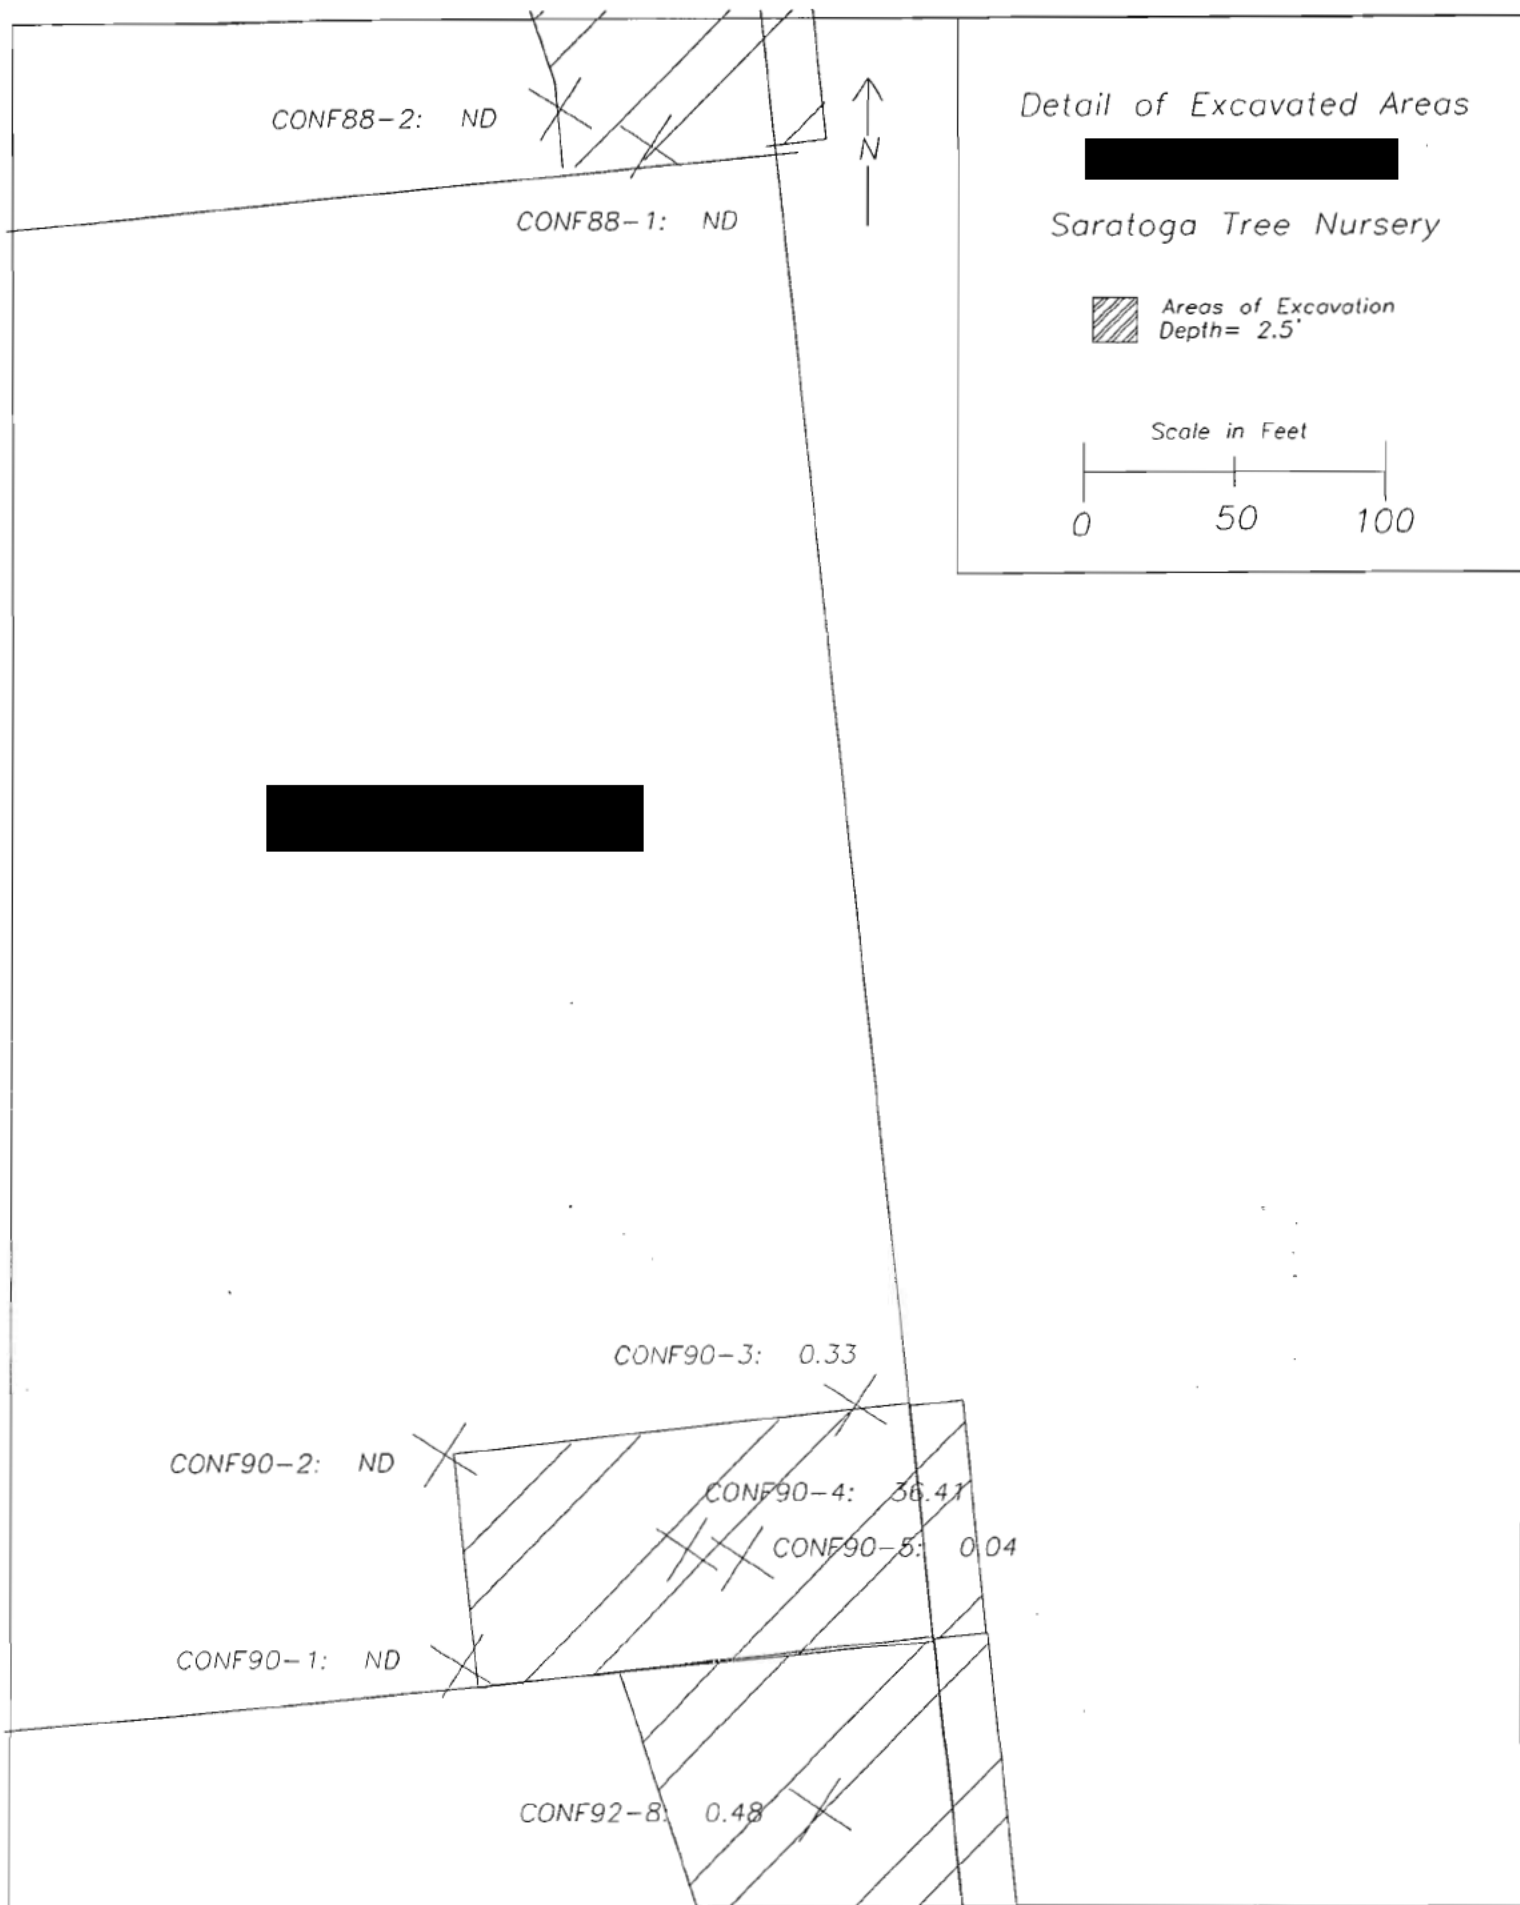 CONF88-2: ND
CONF88-1: ND
N
Detail of Excavated Areas
Saratoga Tree Nursery
Areas of Excavation
Depth= 2.5'
Scale in Feet
0 50 100
CONF90-3: 0.33
CONF90-2: ND
CONF90-4: 36.41
CONF90-5: 0.04
CONF90-1: ND
CONF92-8: 0.48